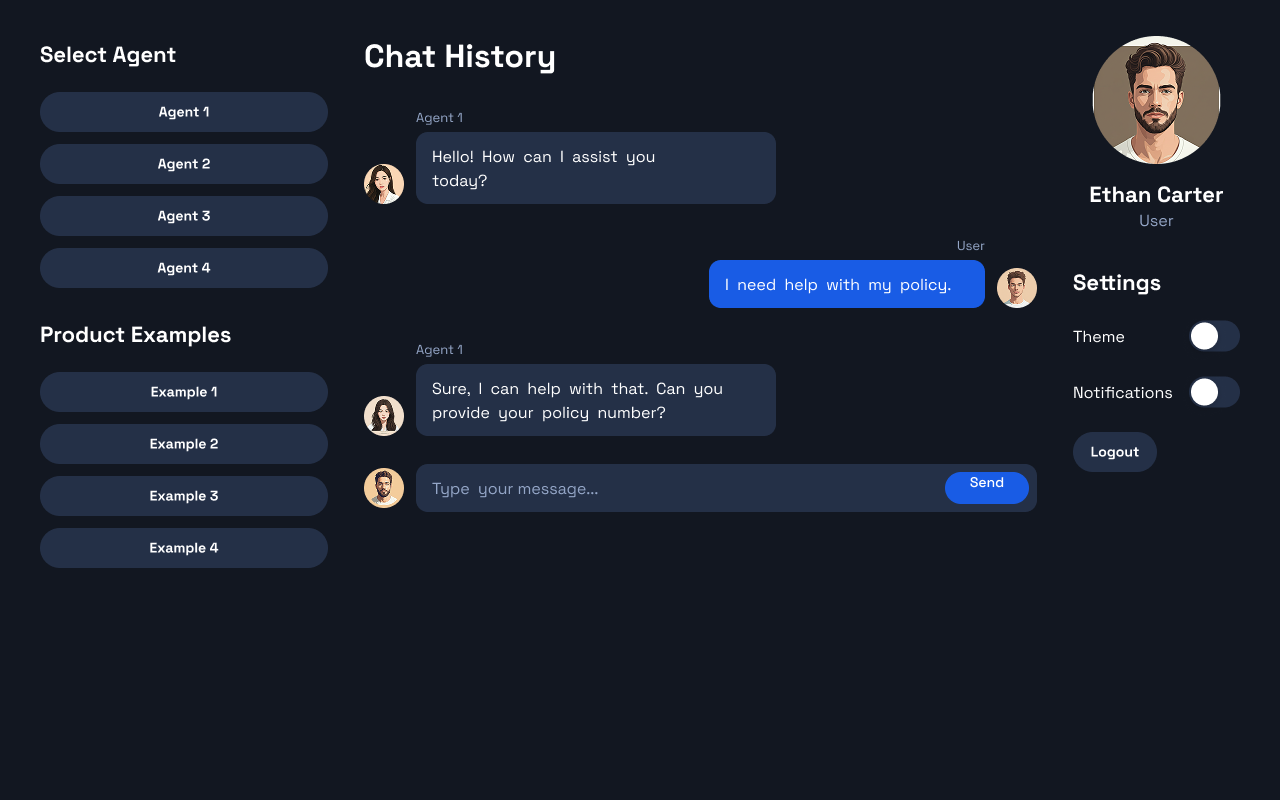 Select Agent
Agent 1
Agent 2
Agent 3
Agent 4
Product Examples
Example 1
Example 2
Example 3
Example 4
Chat History
Agent 1
Hello! How can I assist you
today?
User
I need help with my policy.
Agent 1
Sure, I can help with that. Can you
provide your policy number?
Type your message...
Send
Ethan Carter
User
Settings
Theme
Notifications
Logout